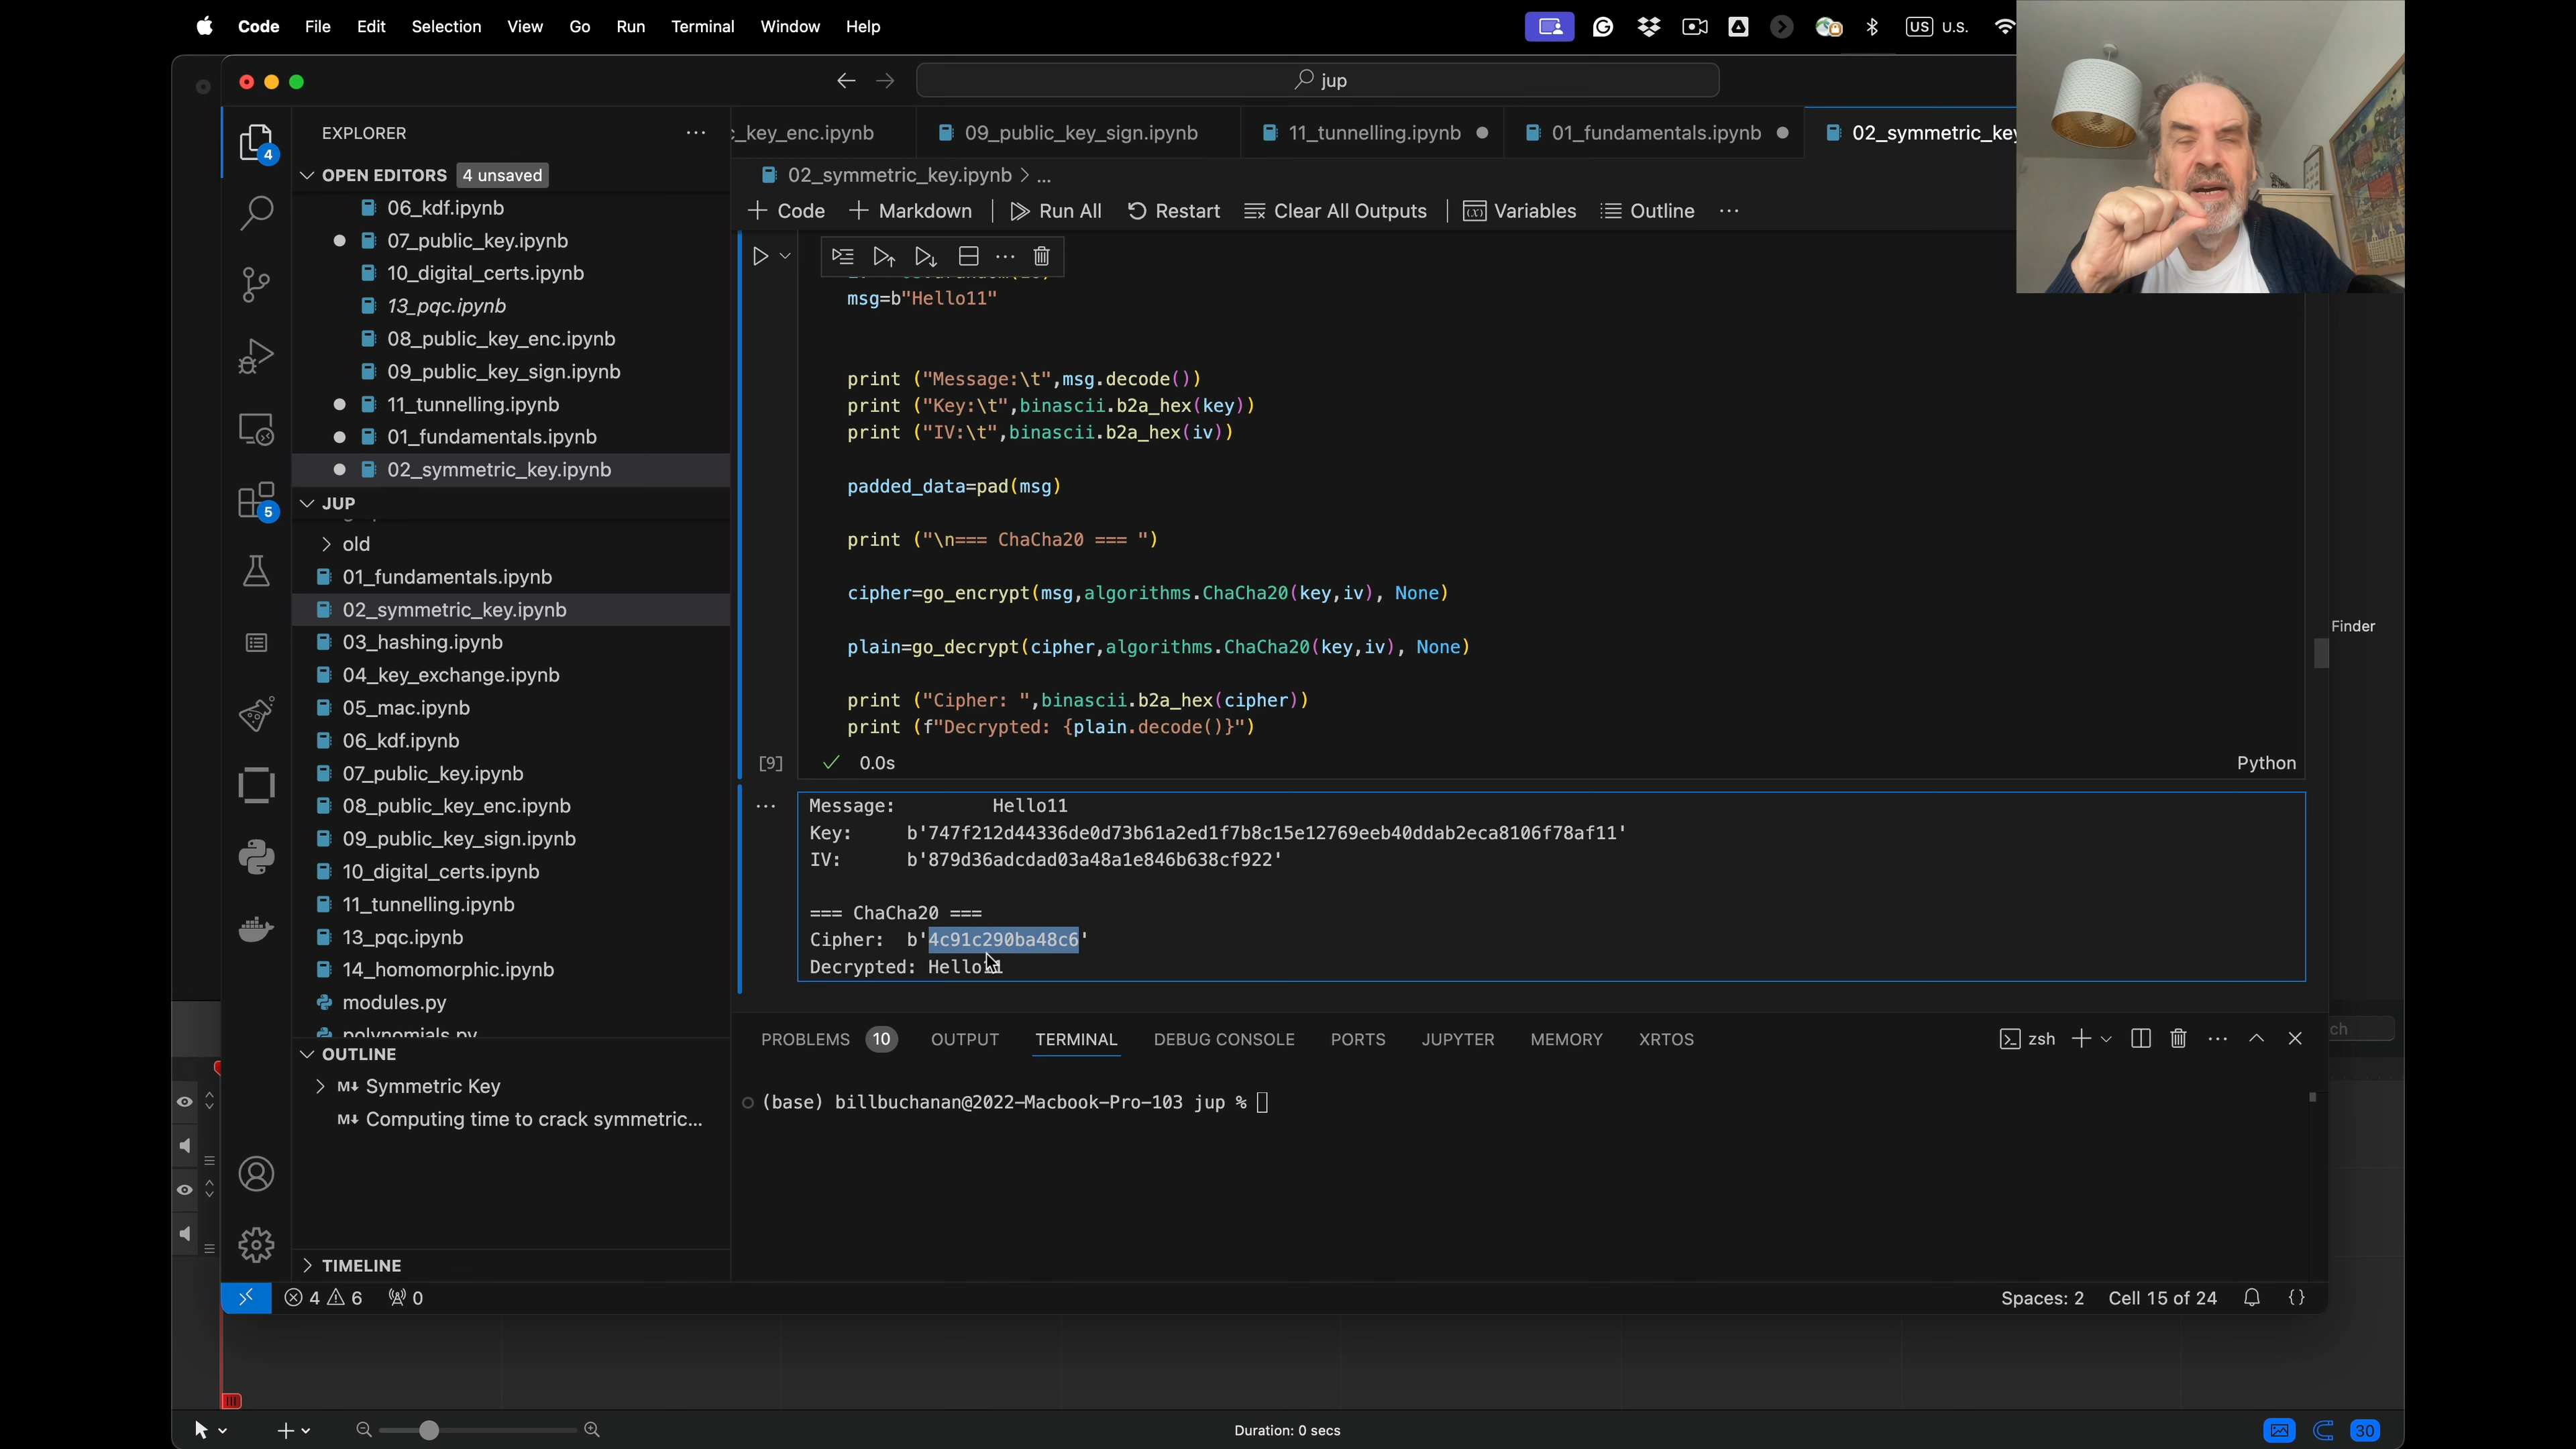 Code File Edit Selection View Go Run Terminal Window Help US U.S.
jup
EXPLORER
OPEN EDITORS 4 unsaved
06_kdf.ipynb
07_public_key.ipynb
10_digital_certs.ipynb
13_pqc.ipynb
08_public_key_enc.ipynb
09_public_key_sign.ipynb
11_tunnelling.ipynb
01_fundamentals.ipynb
02_symmetric_key.ipynb
JUP
old
01_fundamentals.ipynb
02_symmetric_key.ipynb
03_hashing.ipynb
04_key_exchange.ipynb
05_mac.ipynb
06_kdf.ipynb
07_public_key.ipynb
08_public_key_enc.ipynb
09_public_key_sign.ipynb
10_digital_certs.ipynb
11_tunnelling.ipynb
13_pqc.ipynb
14_homomorphic.ipynb
modules.py
polynomials.py
OUTLINE
M↓ Symmetric Key
M↓ Computing time to crack symmetric...
TIMELINE
4
5
c_key_enc.ipynb 09_public_key_sign.ipynb 11_tunnelling.ipynb 01_fundamentals.ipynb 02_symmetric_key
02_symmetric_key.ipynb > ...
+ Code + Markdown Run All Restart Clear All Outputs Variables Outline ...
msg=b"Hello11"
print ("Message:\t",msg.decode())
print ("Key:\t",binascii.b2a_hex(key))
print ("IV:\t",binascii.b2a_hex(iv))
padded_data=pad(msg)
print ("\n=== ChaCha20 === ")
cipher=go_encrypt(msg,algorithms.ChaCha20(key,iv), None)
plain=go_decrypt(cipher,algorithms.ChaCha20(key,iv), None)
print ("Cipher: ",binascii.b2a_hex(cipher))
print (f"Decrypted: {plain.decode()}")
[9] 0.0s Python
Message: Hello11
Key: b'747f212d44336de0d73b61a2ed1f7b8c15e12769eeb40ddab2eca8106f78af11'
IV: b'879d36adcdad03a48a1e846b638cf922'
=== ChaCha20 ===
Cipher: b'4c91c290ba48c6'
Decrypted: Hello11
PROBLEMS 10 OUTPUT TERMINAL DEBUG CONSOLE PORTS JUPYTER MEMORY XRTOS zsh
(base) billbuchanan@2022-Macbook-Pro-103 jup %
4 6 0 Spaces: 2 Cell 15 of 24 {}
Finder
ch
Duration: 0 secs
30